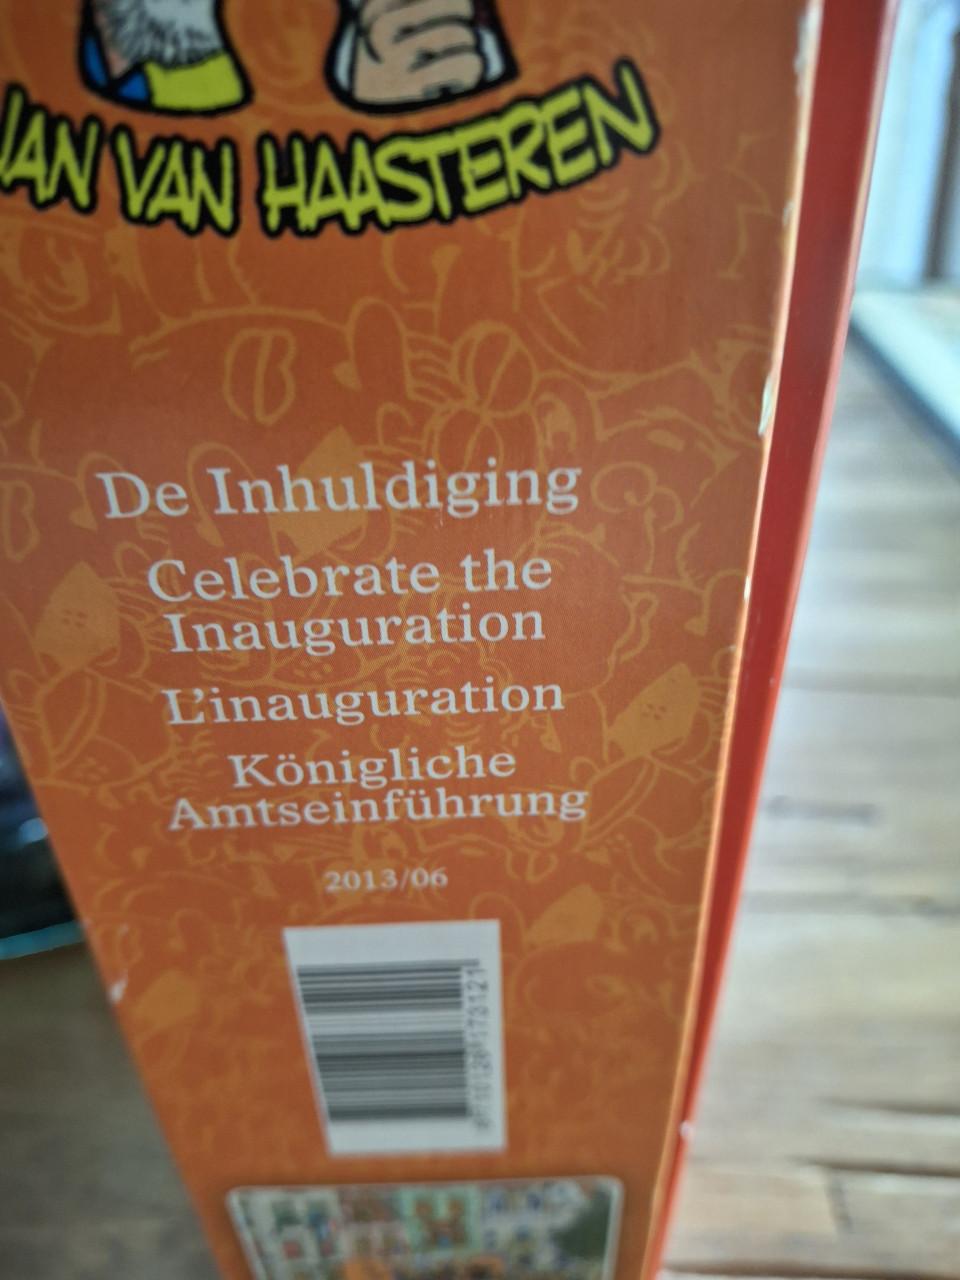 JAN VAN HAASTEREN
De Inhuldiging
Celebrate the
Inauguration
L'inauguration
Königliche
Amtseinführung
2013/06